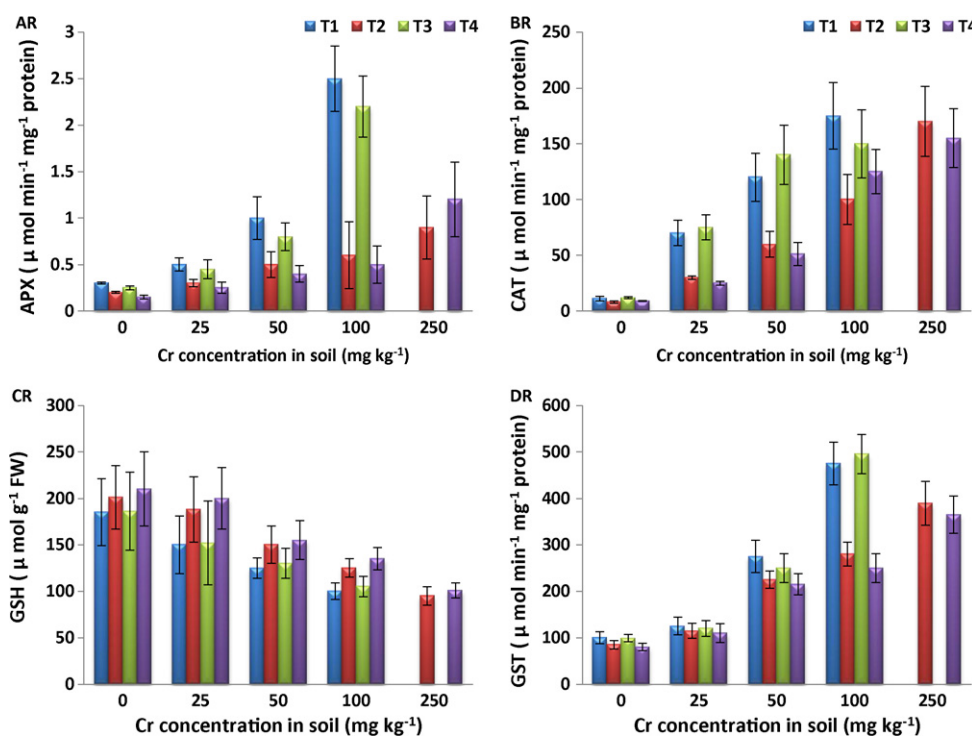 AR
T1 T2 T3 T4
APX ( μ mol min⁻¹ mg⁻¹ protein)
3
2.5
2
1.5
1
0.5
0
0 25 50 100 250
Cr concentration in soil (mg kg⁻¹)
BR
T1 T2 T3 T4
CAT ( μ mol min⁻¹ mg⁻¹ protein)
250
200
150
100
50
0
0 25 50 100 250
Cr concentration in soil (mg kg⁻¹)
CR
GSH ( μ mol g⁻¹ FW)
300
250
200
150
100
50
0
0 25 50 100 250
Cr concentration in soil (mg kg⁻¹)
DR
GST ( μ mol min⁻¹ mg⁻¹ protein)
600
500
400
300
200
100
0
0 25 50 100 250
Cr concentration in soil (mg kg⁻¹)